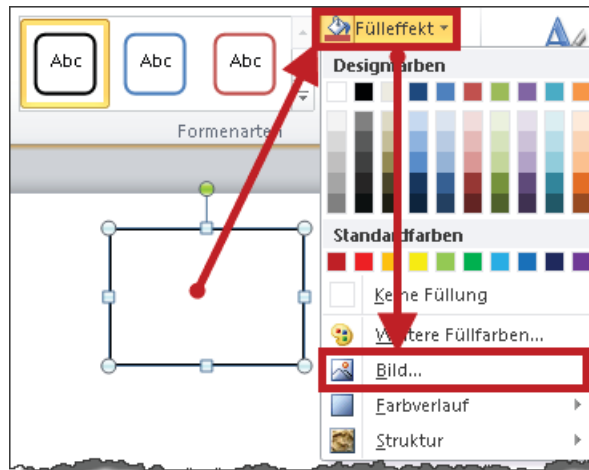 Fülleffekt
Abc Abc Abc
Designfarben
Formenarten
Standardfarben
Keine Füllung
Weitere Füllfarben...
Bild...
Farbverlauf
Struktur